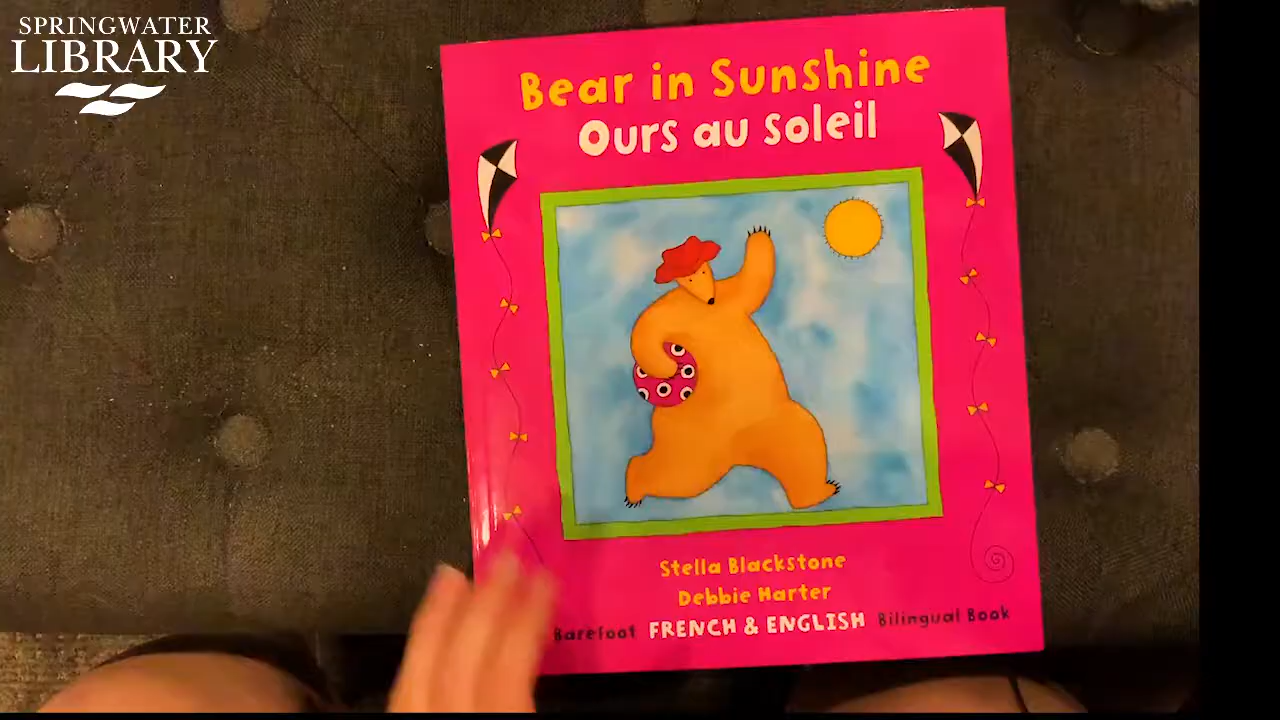 SPRINGWATER
LIBRARY
Bear in Sunshine
Ours au Soleil
Stella Blackstone
Debbie Harter
Barefoot FRENCH & ENGLISH Bilingual Book